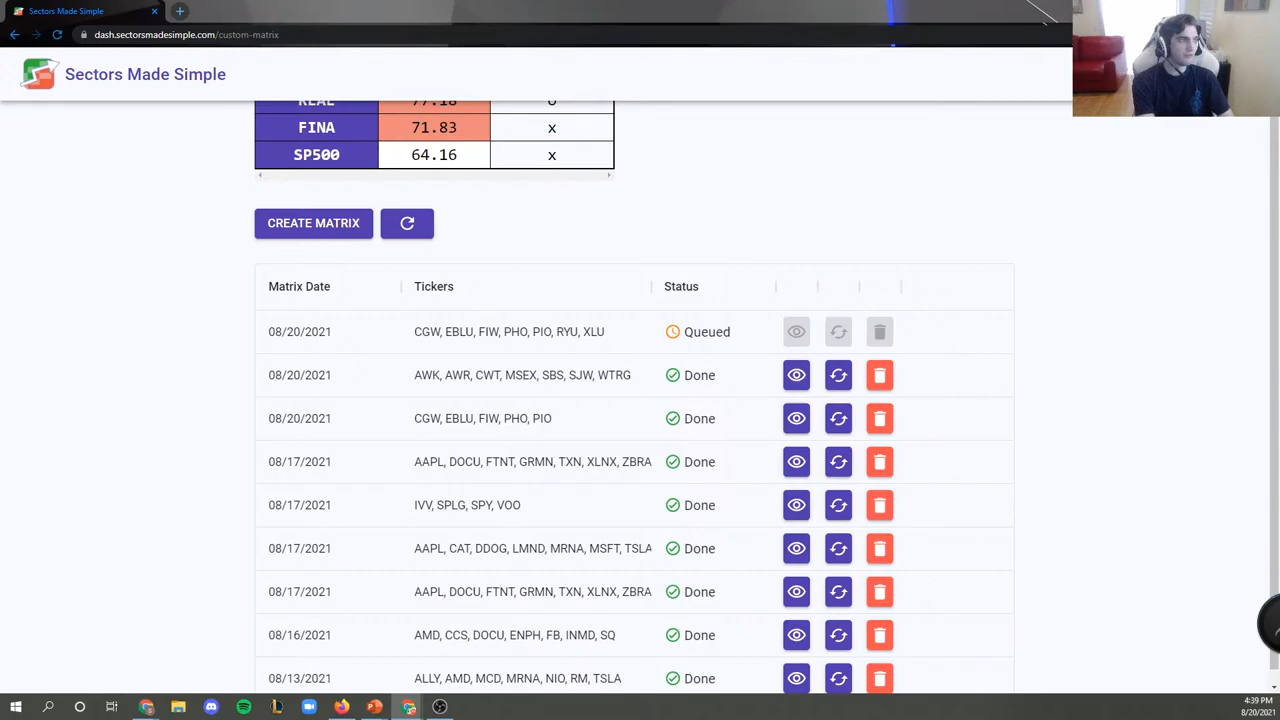 Sectors Made Simple
dash.sectorsmadesimple.com/custom-matrix
Sectors Made Simple
REAL 77.18
FINA 71.83 x
SP500 64.16 x
CREATE MATRIX
Matrix Date Tickers Status
08/20/2021 CGW, EBLU, FIW, PHO, PIO, RYU, XLU Queued
08/20/2021 AWK, AWR, CWT, MSEX, SBS, SJW, WTRG Done
08/20/2021 CGW, EBLU, FIW, PHO, PIO Done
08/17/2021 AAPL, DOCU, FTNT, GRMN, TXN, XLNX, ZBRA Done
08/17/2021 IVV, SPLG, SPY, VOO Done
08/17/2021 AAPL, CAT, DDOG, LMND, MRNA, MSFT, TSLA Done
08/17/2021 AAPL, DOCU, FTNT, GRMN, TXN, XLNX, ZBRA Done
08/16/2021 AMD, CCS, DOCU, ENPH, FB, INMD, SQ Done
08/13/2021 ALLY, AMD, MCD, MRNA, NIO, RM, TSLA Done
4:39 PM
8/20/2021